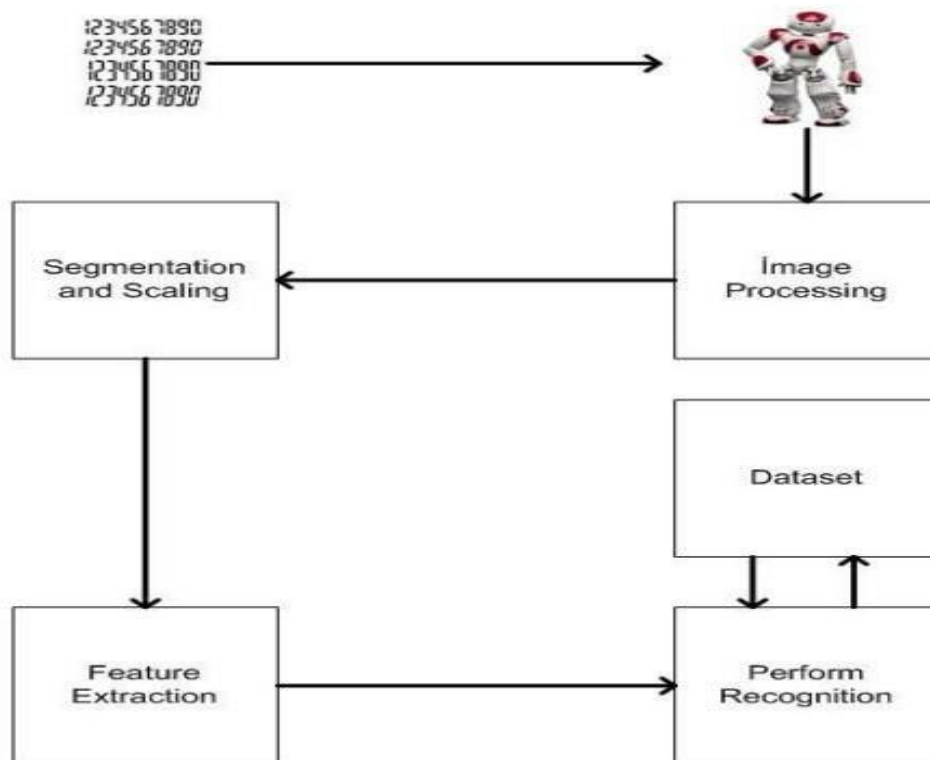 1234567890
1234567890
1234567890
1234567890
Segmentation
and Scaling
İmage
Processing
Dataset
Feature
Extraction
Perform
Recognition